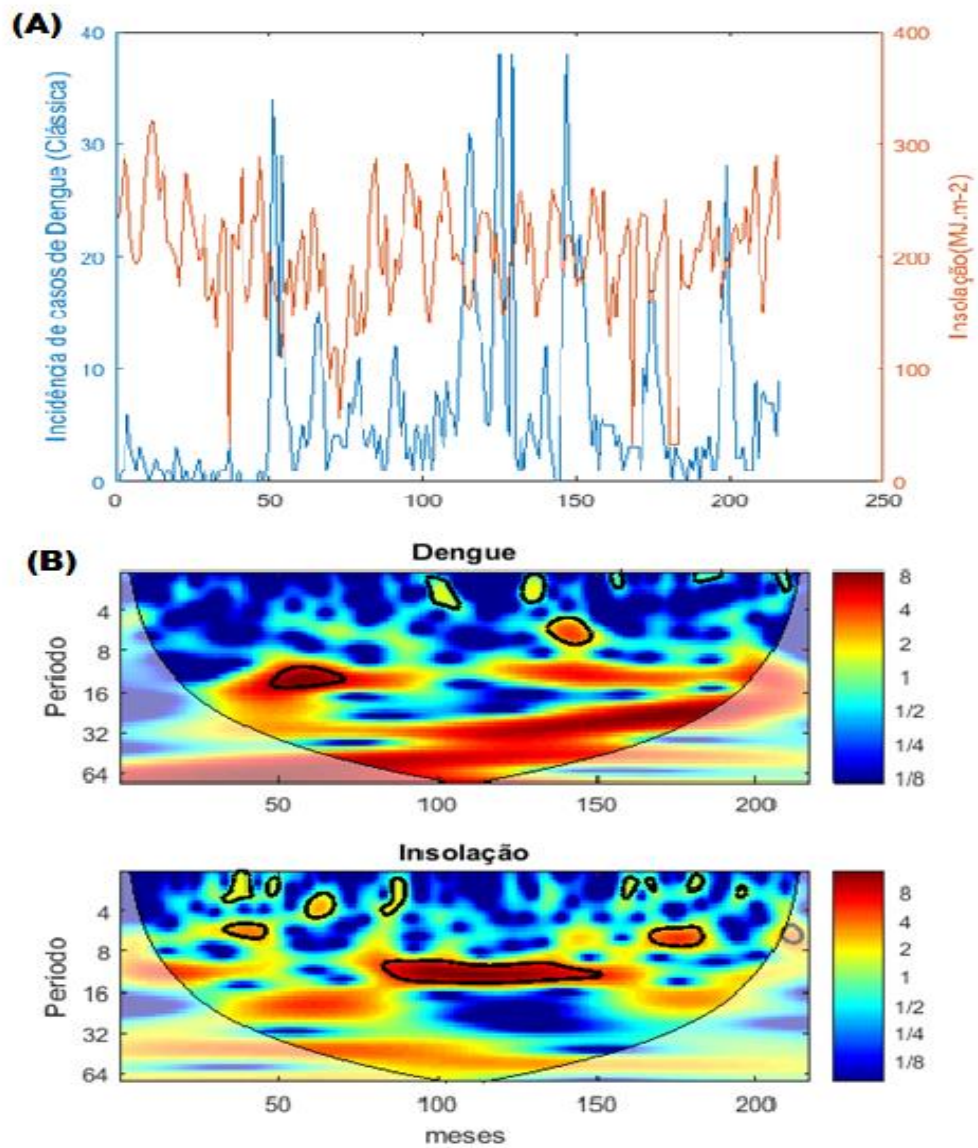 (A)
40
30
20
10
0
Incidência de casos de Dengue (Clássica)
400
300
200
100
0
Insolação(MJ.m-2)
0 50 100 150 200 250
(B)
Dengue
Período
4
8
16
32
64
50 100 150 200
8
4
2
1
1/2
1/4
1/8
Insolação
Período
4
8
16
32
64
50 100 150 200
meses
8
4
2
1
1/2
1/4
1/8